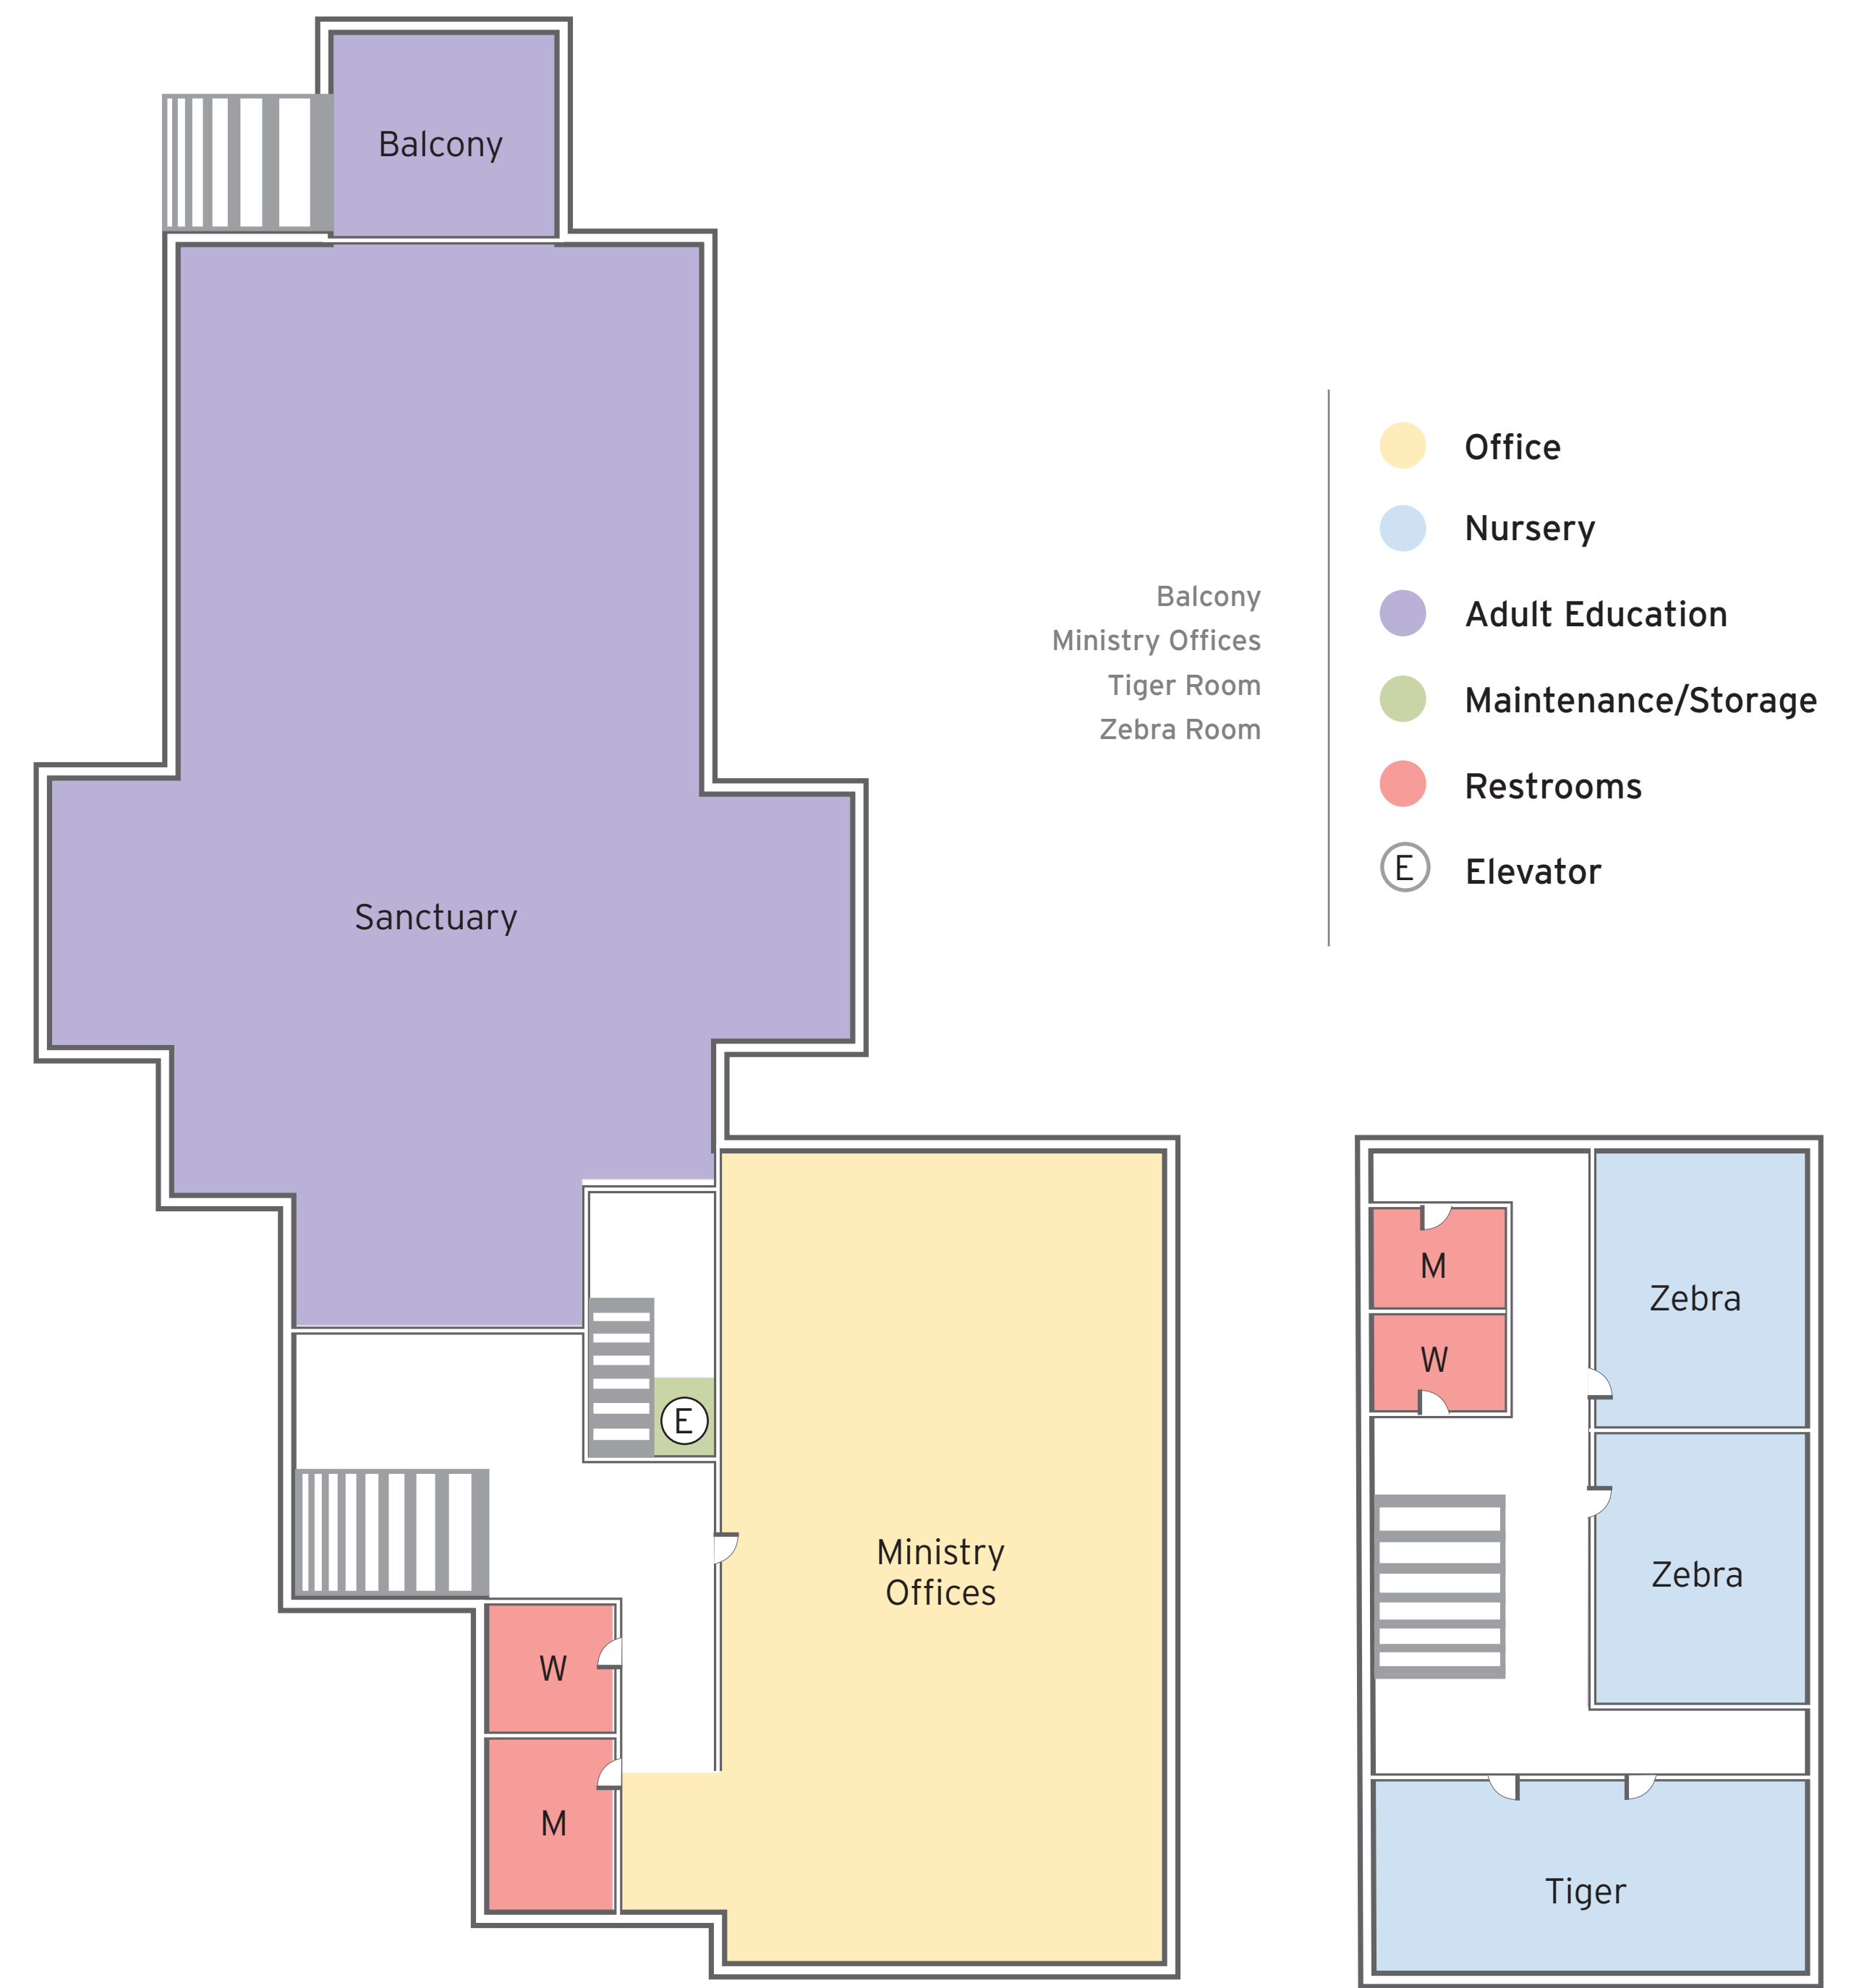 Balcony
Sanctuary
Balcony
Ministry Offices
Tiger Room
Zebra Room
Office
Nursery
Adult Education
Maintenance/Storage
Restrooms
E
Elevator
E
Ministry
Offices
W
M
M
W
Zebra
Zebra
Tiger